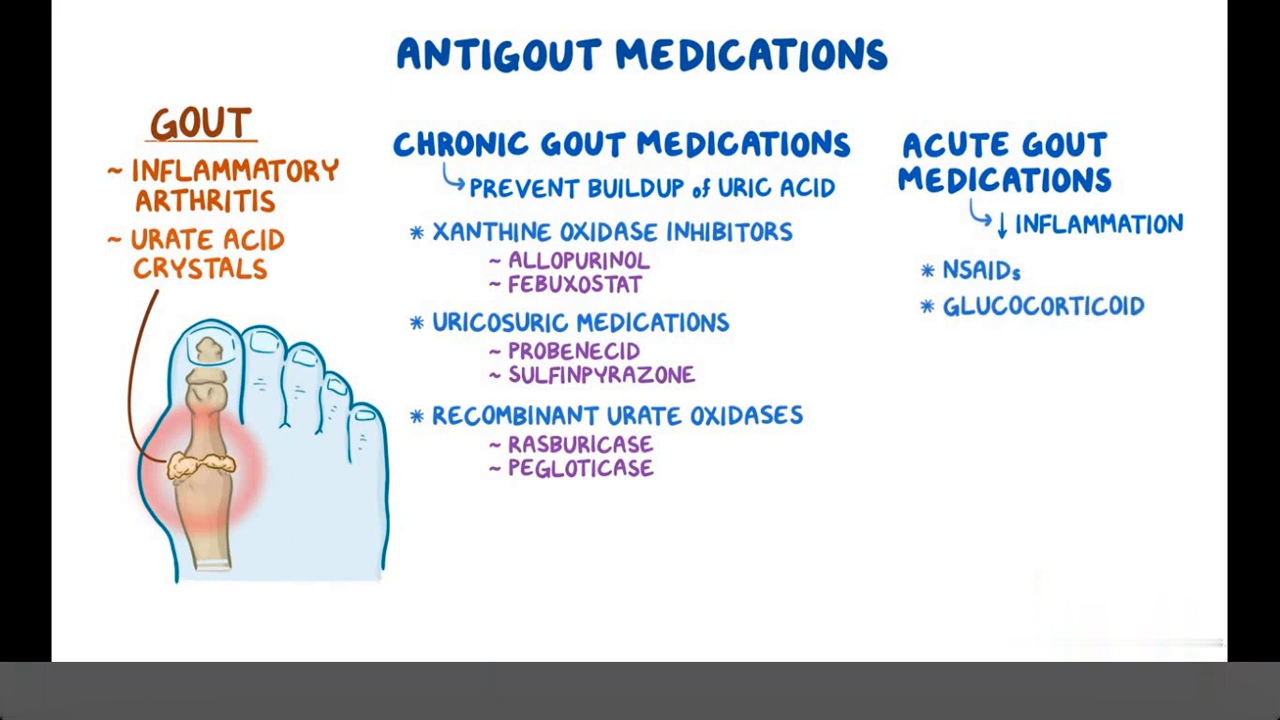 ANTIGOUT MEDICATIONS
GOUT
~ INFLAMMATORY
ARTHRITIS
~ URATE ACID
CRYSTALS
CHRONIC GOUT MEDICATIONS
PREVENT BUILDUP of URIC ACID
* XANTHINE OXIDASE INHIBITORS
~ ALLOPURINOL
~ FEBUXOSTAT
* URICOSURIC MEDICATIONS
~ PROBENECID
~ SULFINPYRAZONE
* RECOMBINANT URATE OXIDASES
~ RASBURICASE
~ PEGLOTICASE
ACUTE GOUT
MEDICATIONS
↓ INFLAMMATION
* NSAIDs
* GLUCOCORTICOID